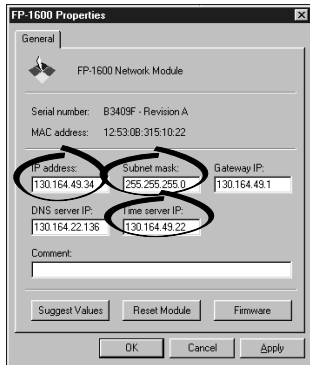 FP-1600 Properties
General
FP-1600 Network Module
Serial number: B3409F - Revision A
MAC address: 12:53:0B:315:10:22
IP address: Subnet mask: Gateway IP:
130.164.49.34 255.255.255.0 130.164.49.1
DNS server IP: Time server IP:
130.164.22.136 130.164.49.22
Comment:
Suggest Values Reset Module Firmware
OK Cancel Apply